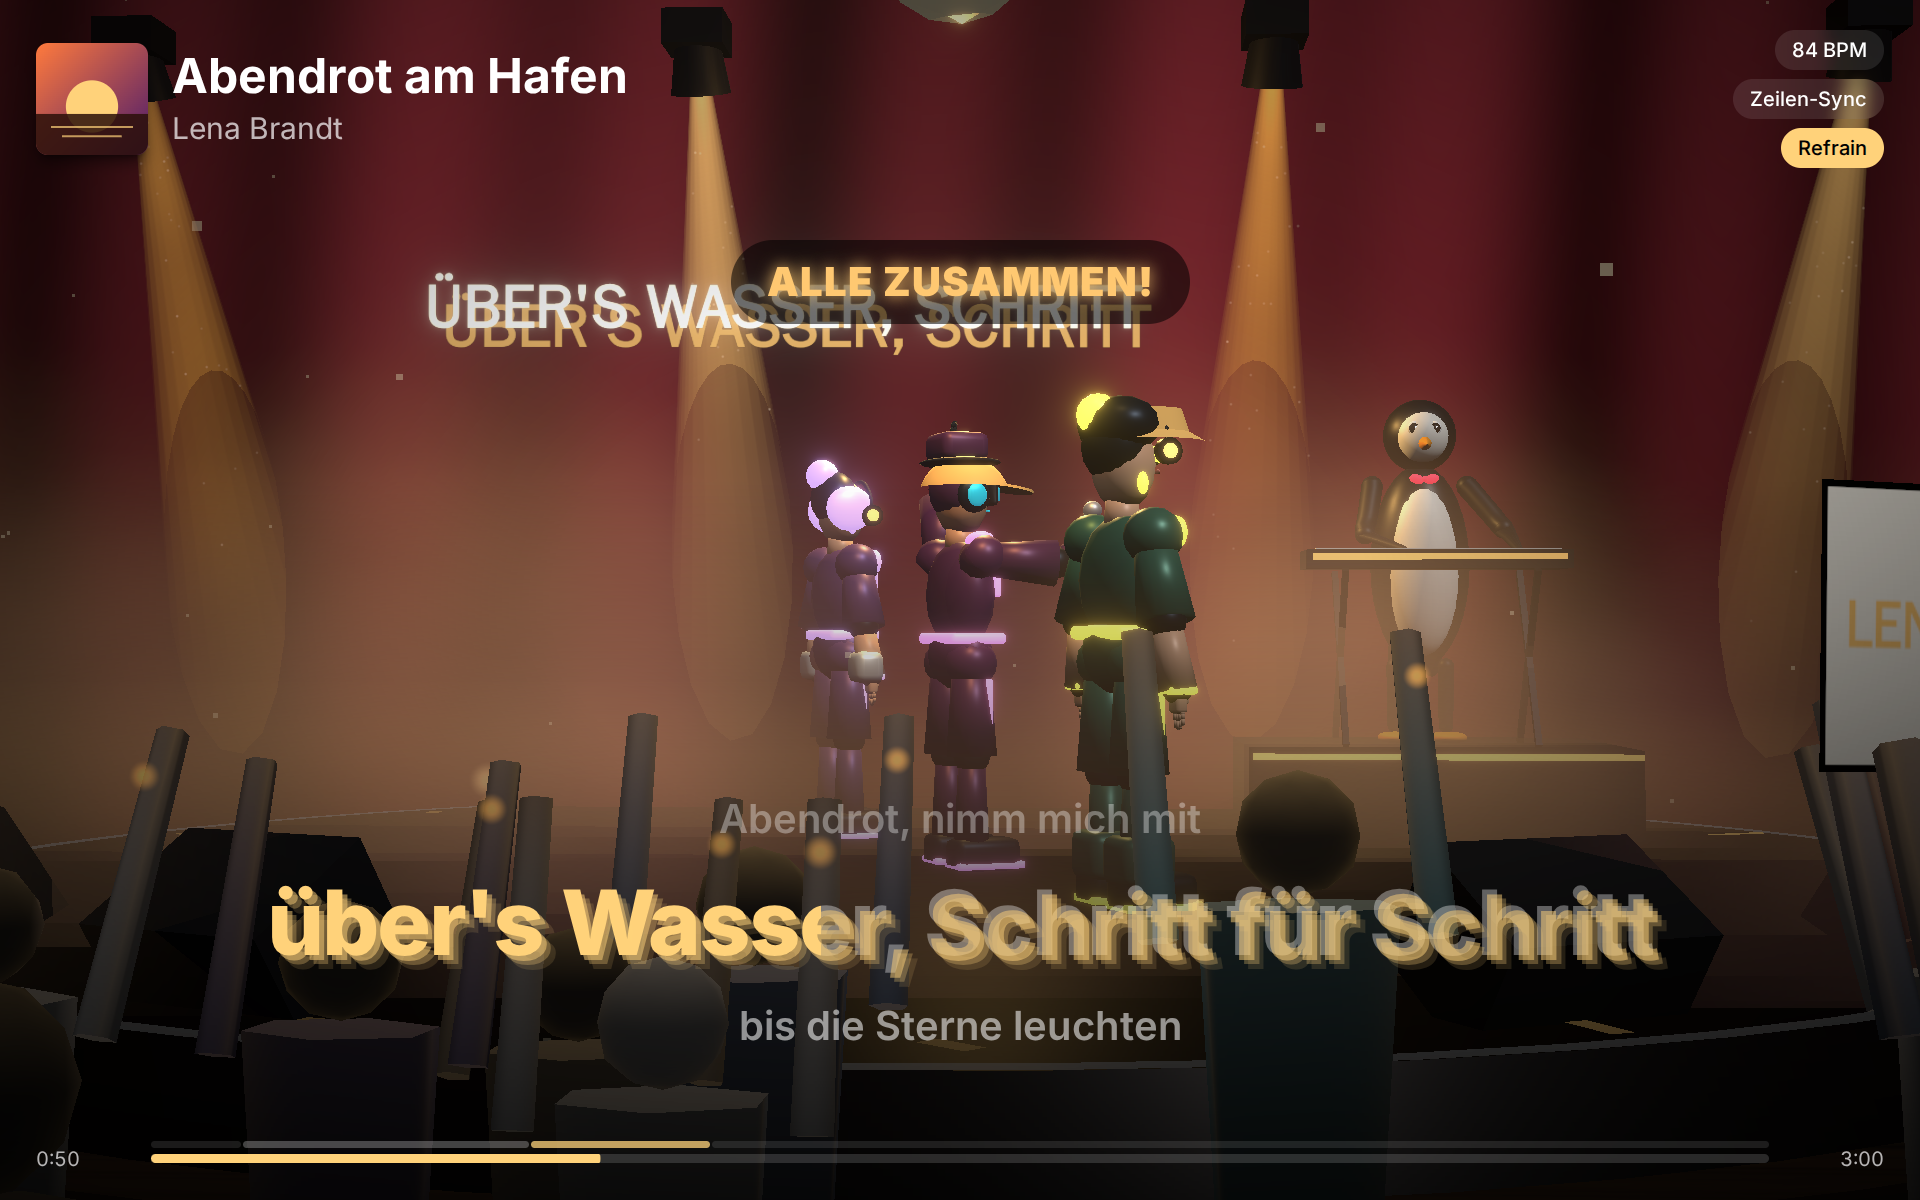 Abendrot am Hafen
Lena Brandt
84 BPM
Zeilen-Sync
Refrain
ALLE ZUSAMMEN!
ÜBER'S WASSER, SCHRITT
LEN
Abendrot, nimm mich mit
über's Wasser, Schritt für Schritt
bis die Sterne leuchten
0:50
3:00